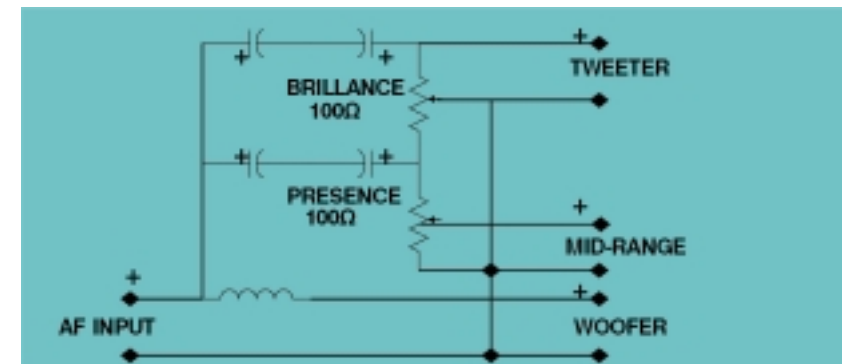 +
+ +
TWEETER
BRILLANCE
100Ω
+ +
PRESENCE
100Ω
+
MID-RANGE
+
+
AF INPUT
WOOFER